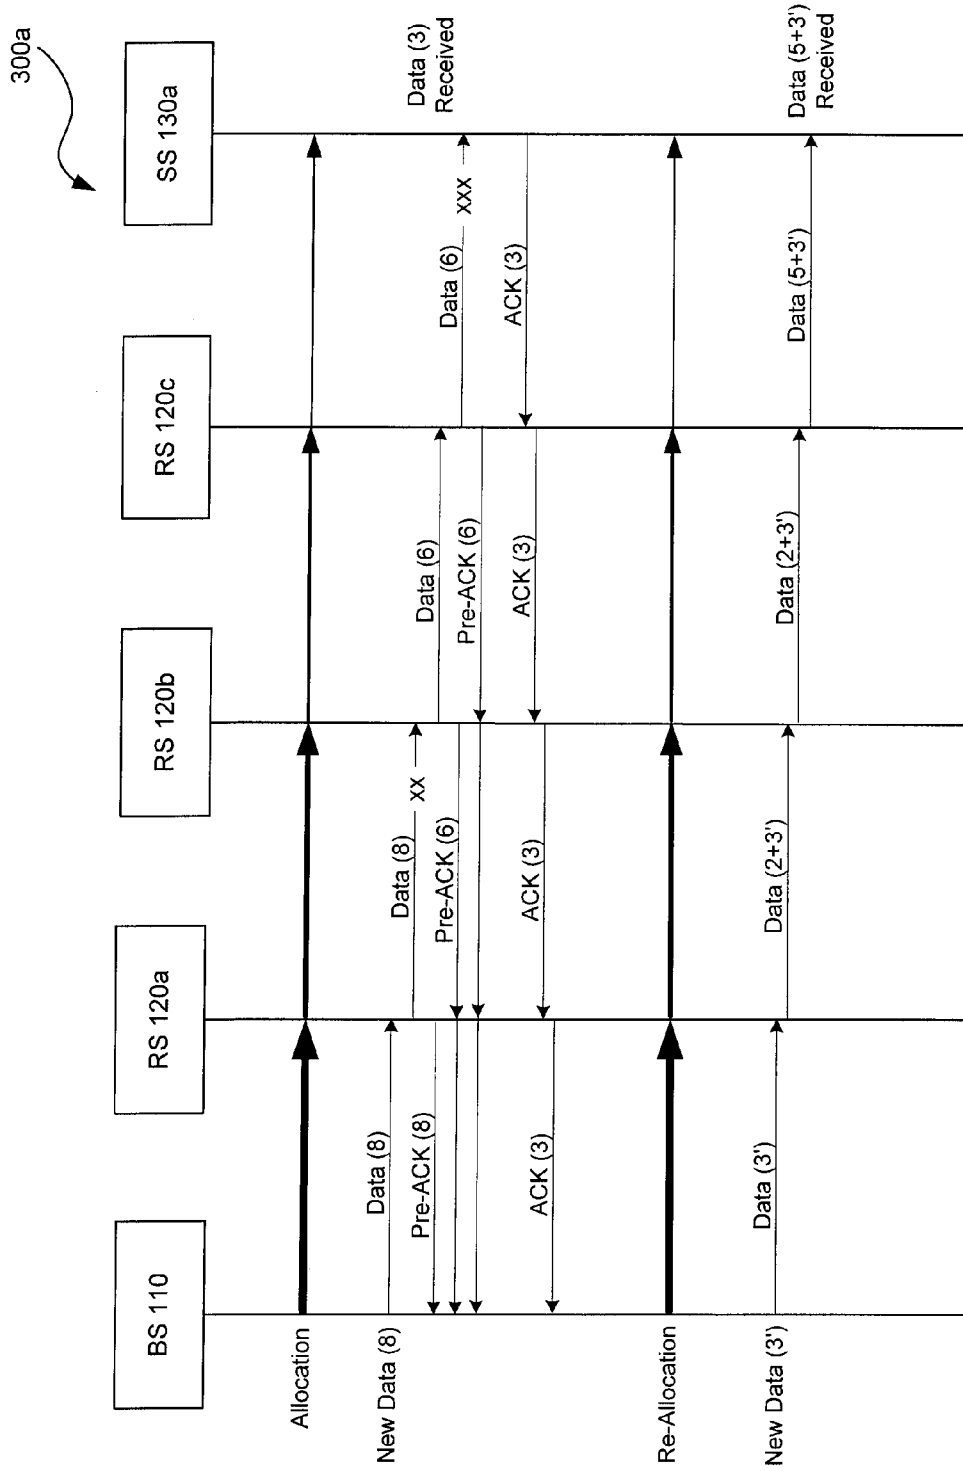 300a
BS 110
RS 120a
RS 120b
RS 120c
SS 130a
Allocation
New Data (8)
Data (8)
Data (8)
Data (6)
Data (6)
Data (3)
Received
Pre-ACK (8)
Pre-ACK (6)
Pre-ACK (6)
xx
xxx
ACK (3)
ACK (3)
ACK (3)
ACK (3)
Re-Allocation
New Data (3')
Data (3')
Data (2+3')
Data (2+3')
Data (5+3')
Data (5+3')
Received